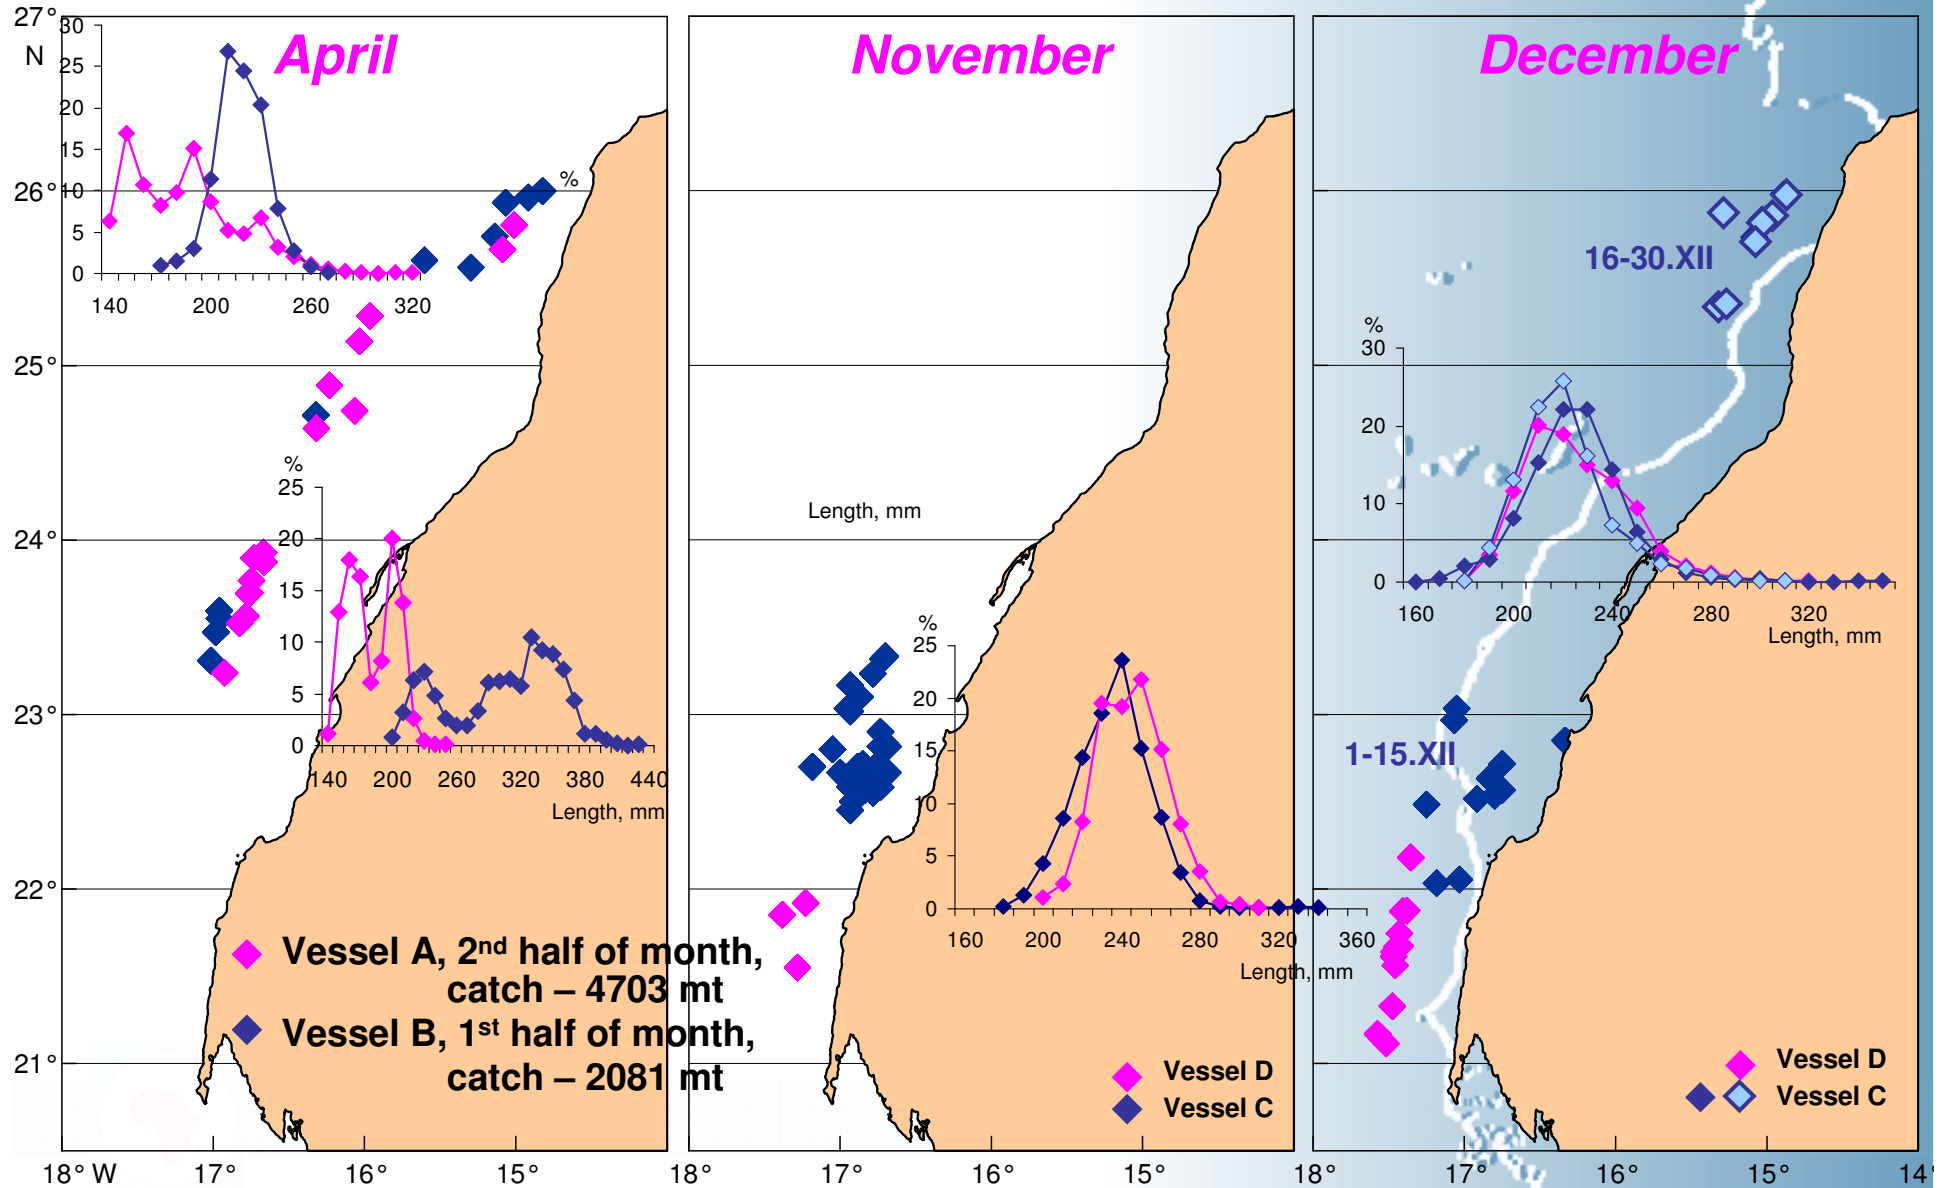 April
November
December
27°
N
26°
25°
24°
23°
22°
21°
30
25
20
15
10
5
0
140 200 260 320
%
%
25
20
15
10
5
0
140 200 260 320 380 440
Length, mm
Vessel A, 2nd half of month,
catch – 4703 mt
Vessel B, 1st half of month,
catch – 2081 mt
18° W 17° 16° 15°
Length, mm
%
25
20
15
10
5
0
160 200 240 280 320 360
Length, mm
Vessel D
Vessel C
18° 17° 16° 15°
16-30.XII
%
30
20
10
0
160 200 240 280 320
Length, mm
1-15.XII
Vessel D
Vessel C
18° 17° 16° 15° 14°